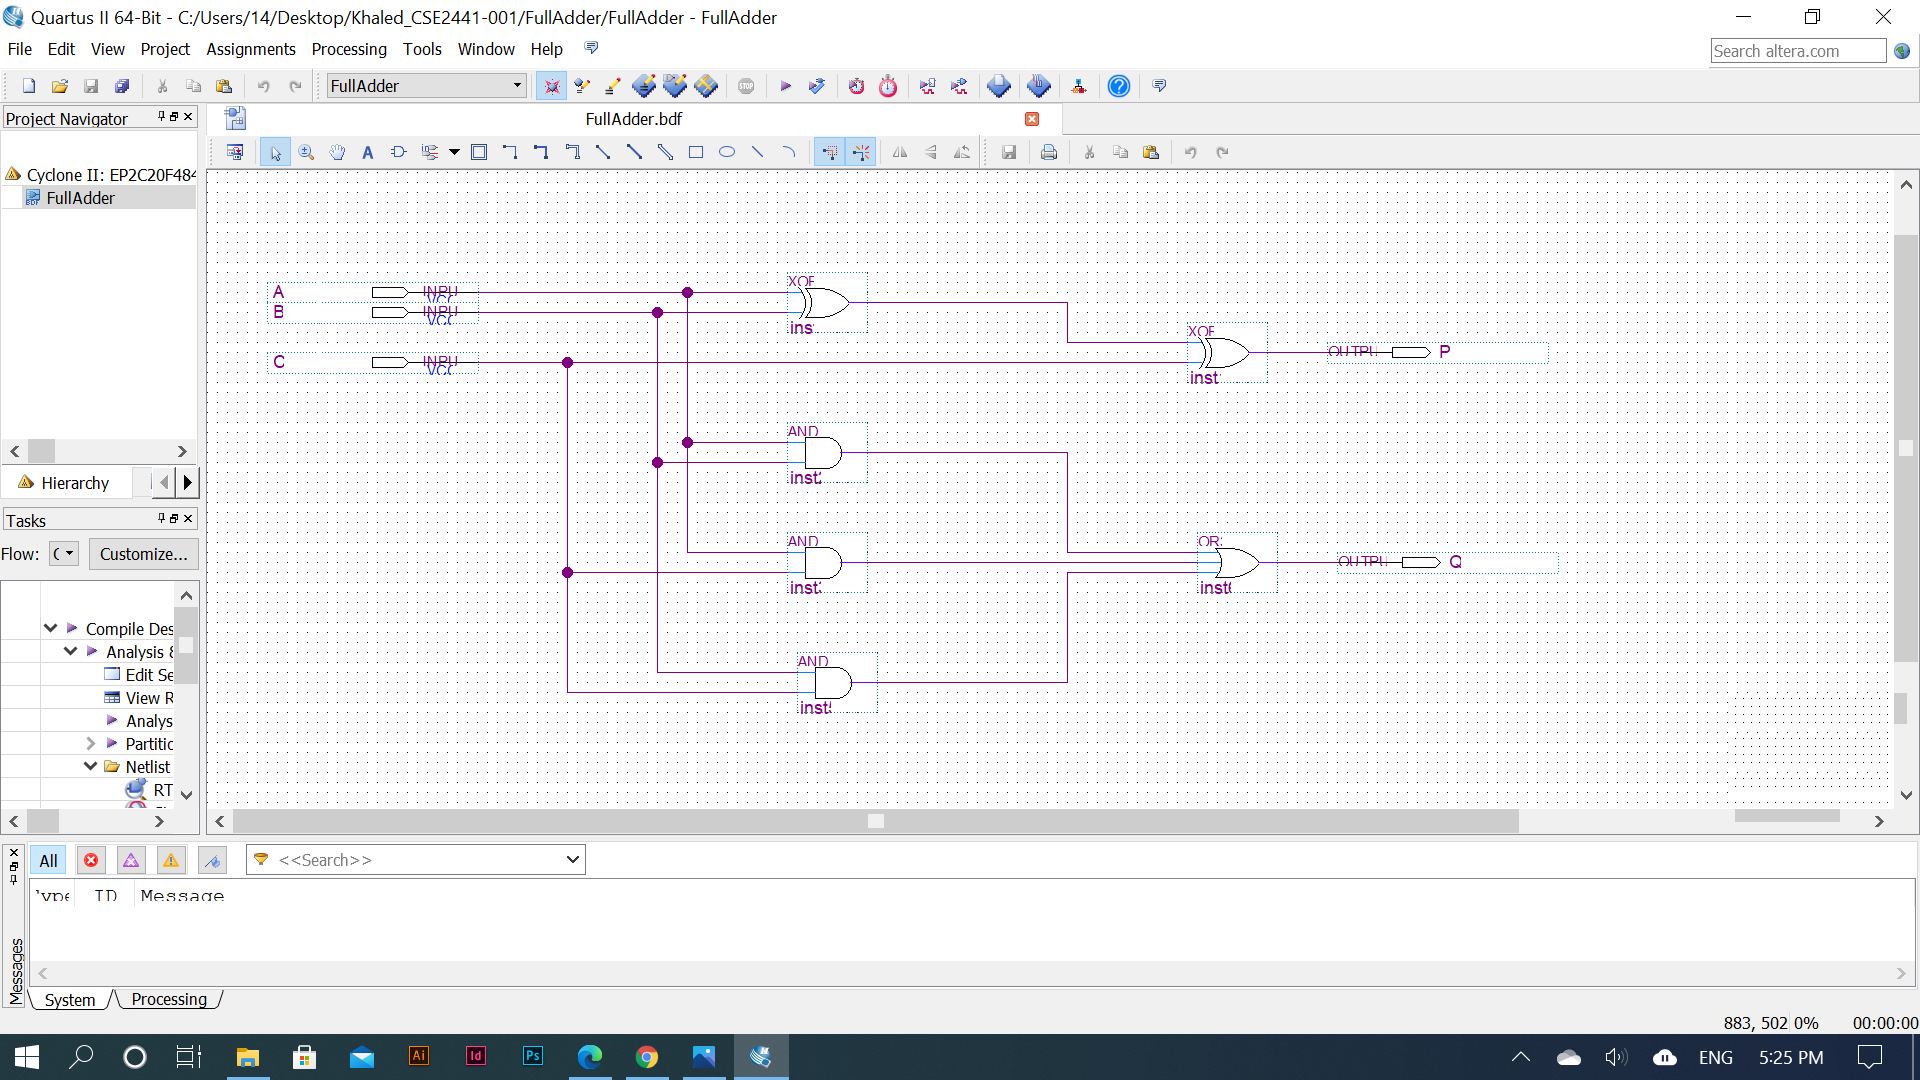 Quartus II 64-Bit - C:/Users/14/Desktop/Khaled_CSE2441-001/FullAdder/FullAdder - FullAdder
File Edit View Project Assignments Processing Tools Window Help
Search altera.com
FullAdder
Project Navigator
FullAdder.bdf
Cyclone II: EP2C20F484
FullAdder
A
INPU
VCC
B
INPU
VCC
C
INPU
VCC
XOF
ins
XOF
inst
OUTPU
P
AND
inst
AND
inst
OR
inst
OUTPU
Q
AND
inst
Hierarchy
Tasks
Flow:
Customize...
Compile Des
Analysis &
Edit Se
View R
Analys
Partitic
Netlist
RT
All
<<Search>>
Type ID Message
Messages
System
Processing
883, 502 0% 00:00:00
Ai
Id
Ps
ENG
5:25 PM